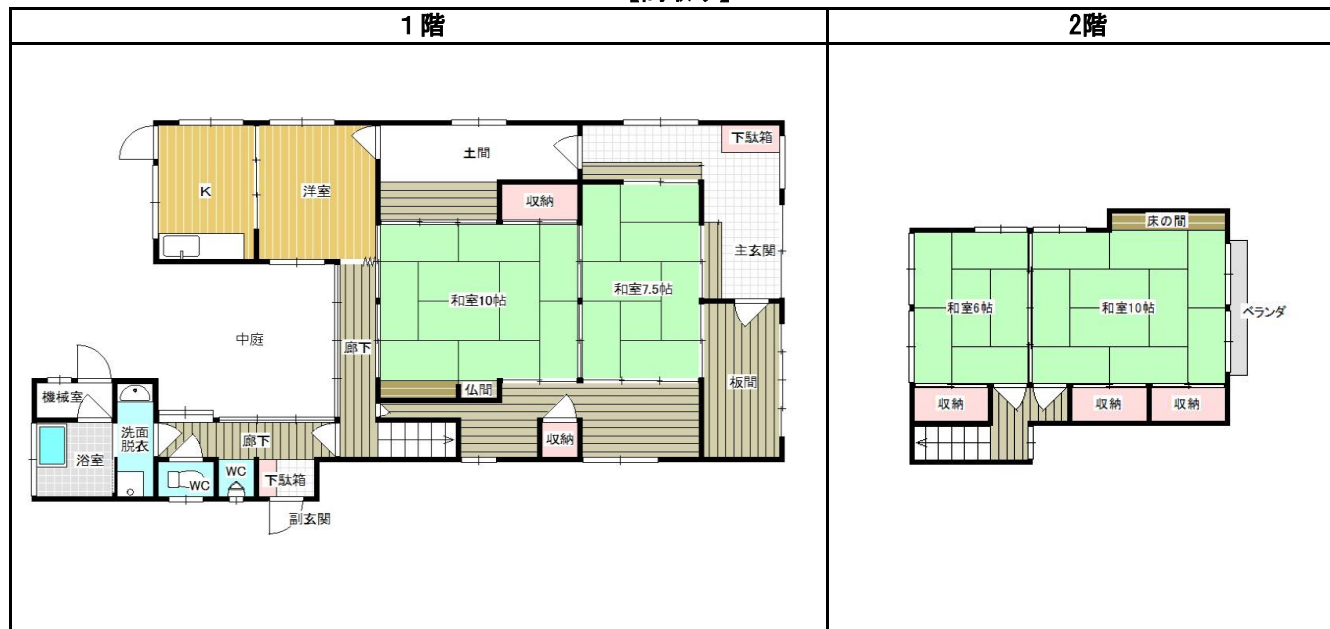 1階
2階
下駄箱
土間
K
洋室
収納
主玄関
和室7.5帖
和室10帖
中庭
廊下
板間
仏間
機械室
洗面
脱衣
廊下
収納
浴室
WC
WC
下駄箱
副玄関
床の間
和室6帖
和室10帖
ベランダ
収納
収納
収納